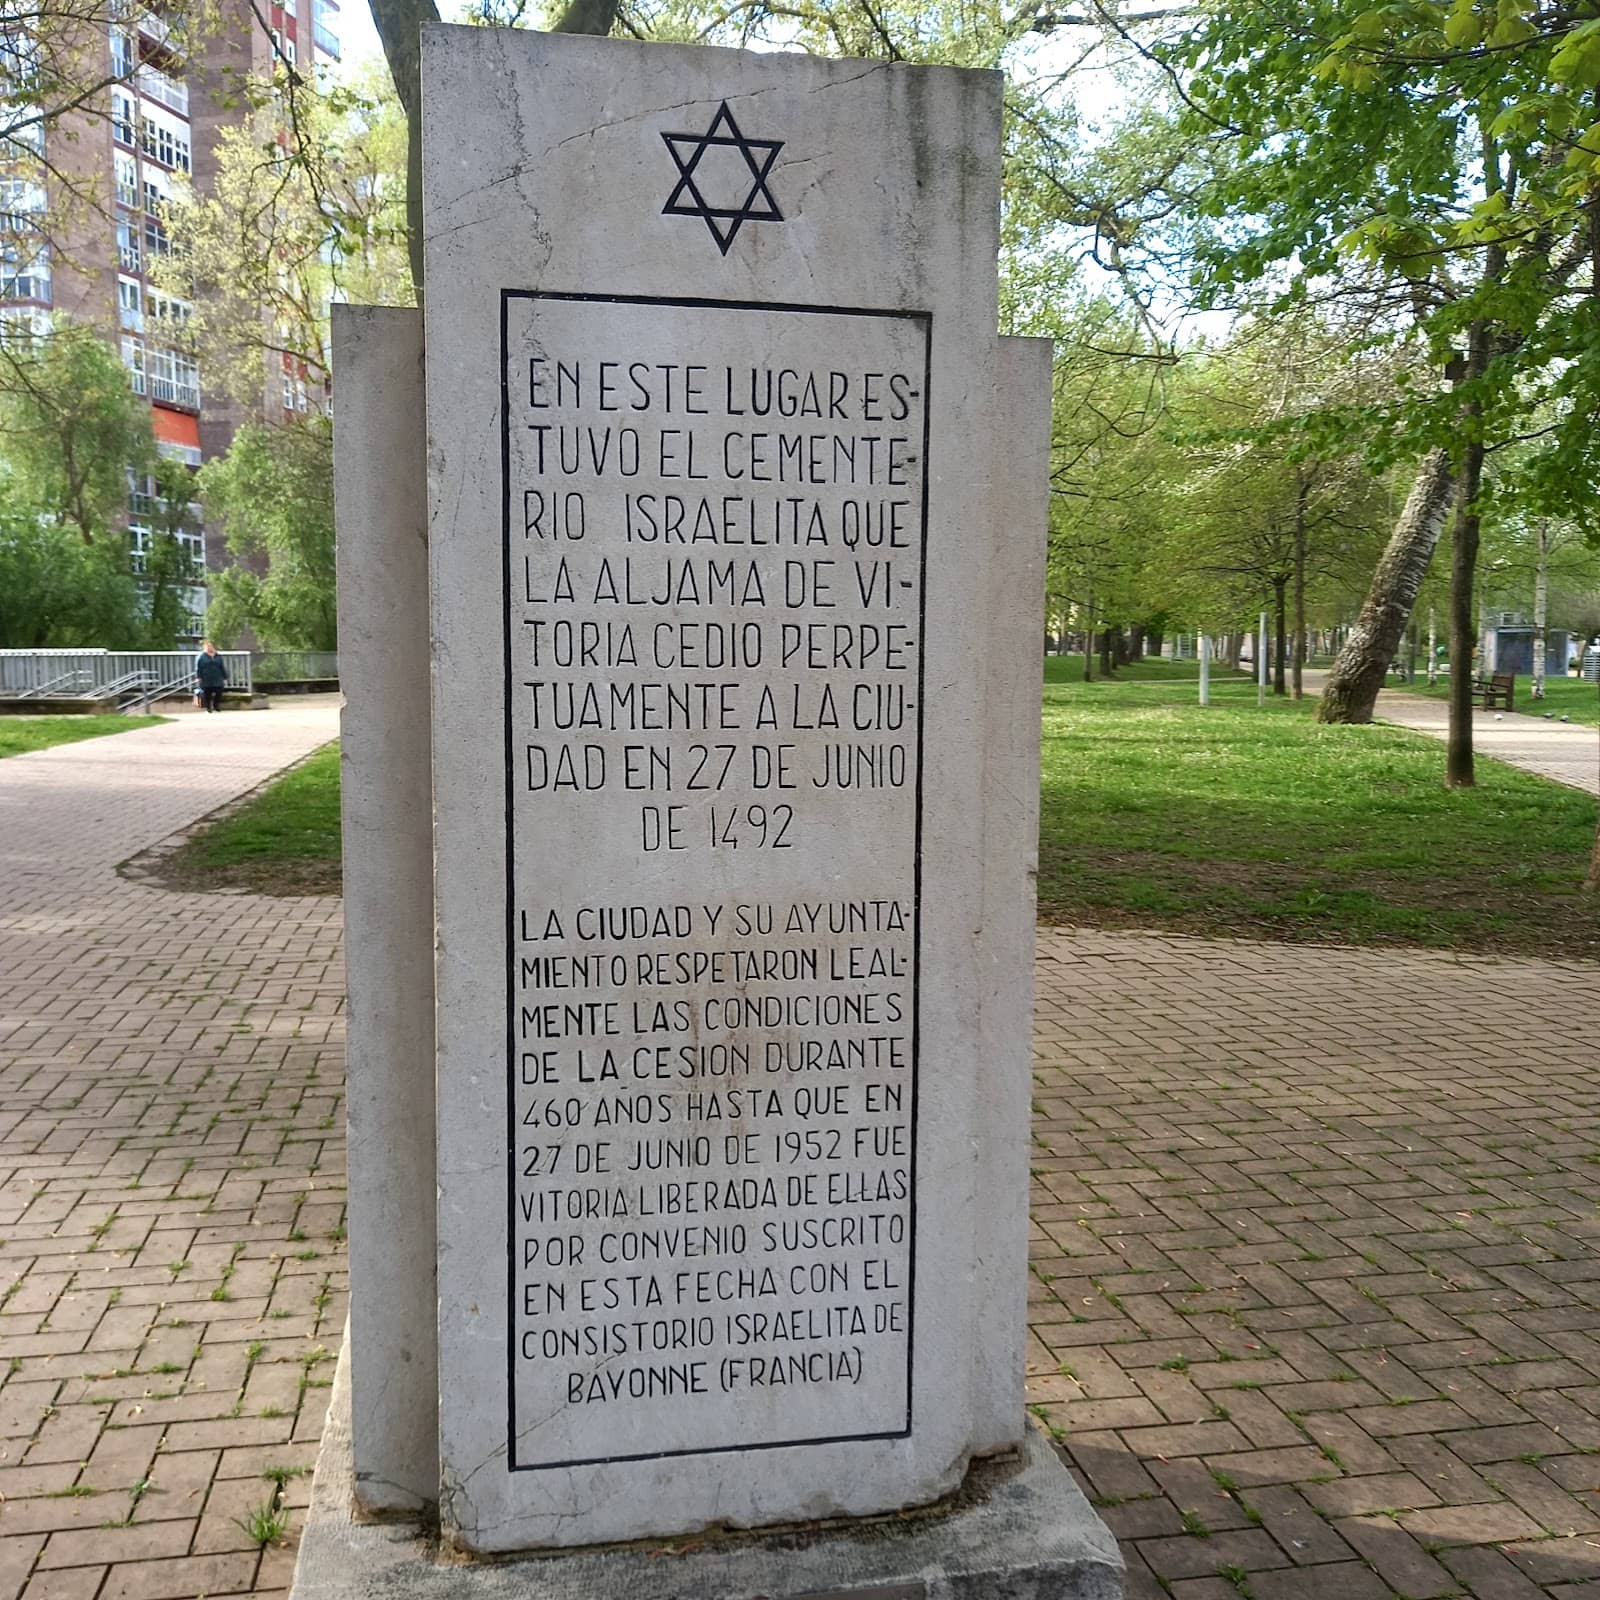 EN ESTE LUGAR ES-
TUVO EL CEMENTE-
RIO ISRAELITA QUE
LA ALJAMA DE VI-
TORIA CEDIO PERPE-
TUAMENTE A LA CIU-
DAD EN 27 DE JUNIO
DE 1492
LA CIUDAD Y SU AYUNTA-
MIENTO RESPETARON LEAL-
MENTE LAS CONDICIONES
DE LA CESION DURANTE
460 AÑOS HASTA QUE EN
27 DE JUNIO DE 1952 FUE
VITORIA LIBERADA DE ELLAS
POR CONVENIO SUSCRITO
EN ESTA FECHA CON EL
CONSISTORIO ISRAELITA DE
BAYONNE (FRANCIA)